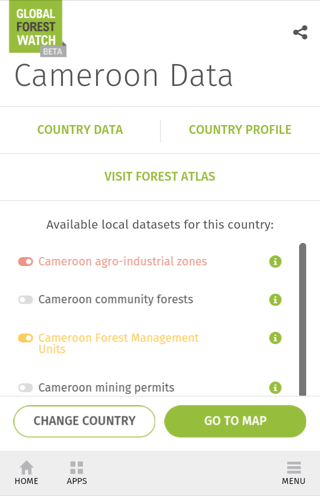 GLOBAL
FOREST
WATCH
BETA
Cameroon Data
COUNTRY DATA
COUNTRY PROFILE
VISIT FOREST ATLAS
Available local datasets for this country:
Cameroon agro-industrial zones
Cameroon community forests
Cameroon Forest Management
Units
Cameroon mining permits
CHANGE COUNTRY
GO TO MAP
HOME
APPS
MENU